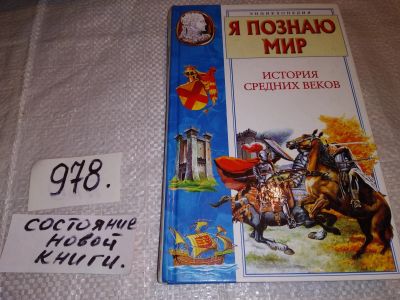 ЭНЦИКЛОПЕДИЯ
Я ПОЗНАЮ
МИР
ИСТОРИЯ
СРЕДНИХ ВЕКОВ
978.
состояние
новой
книги.